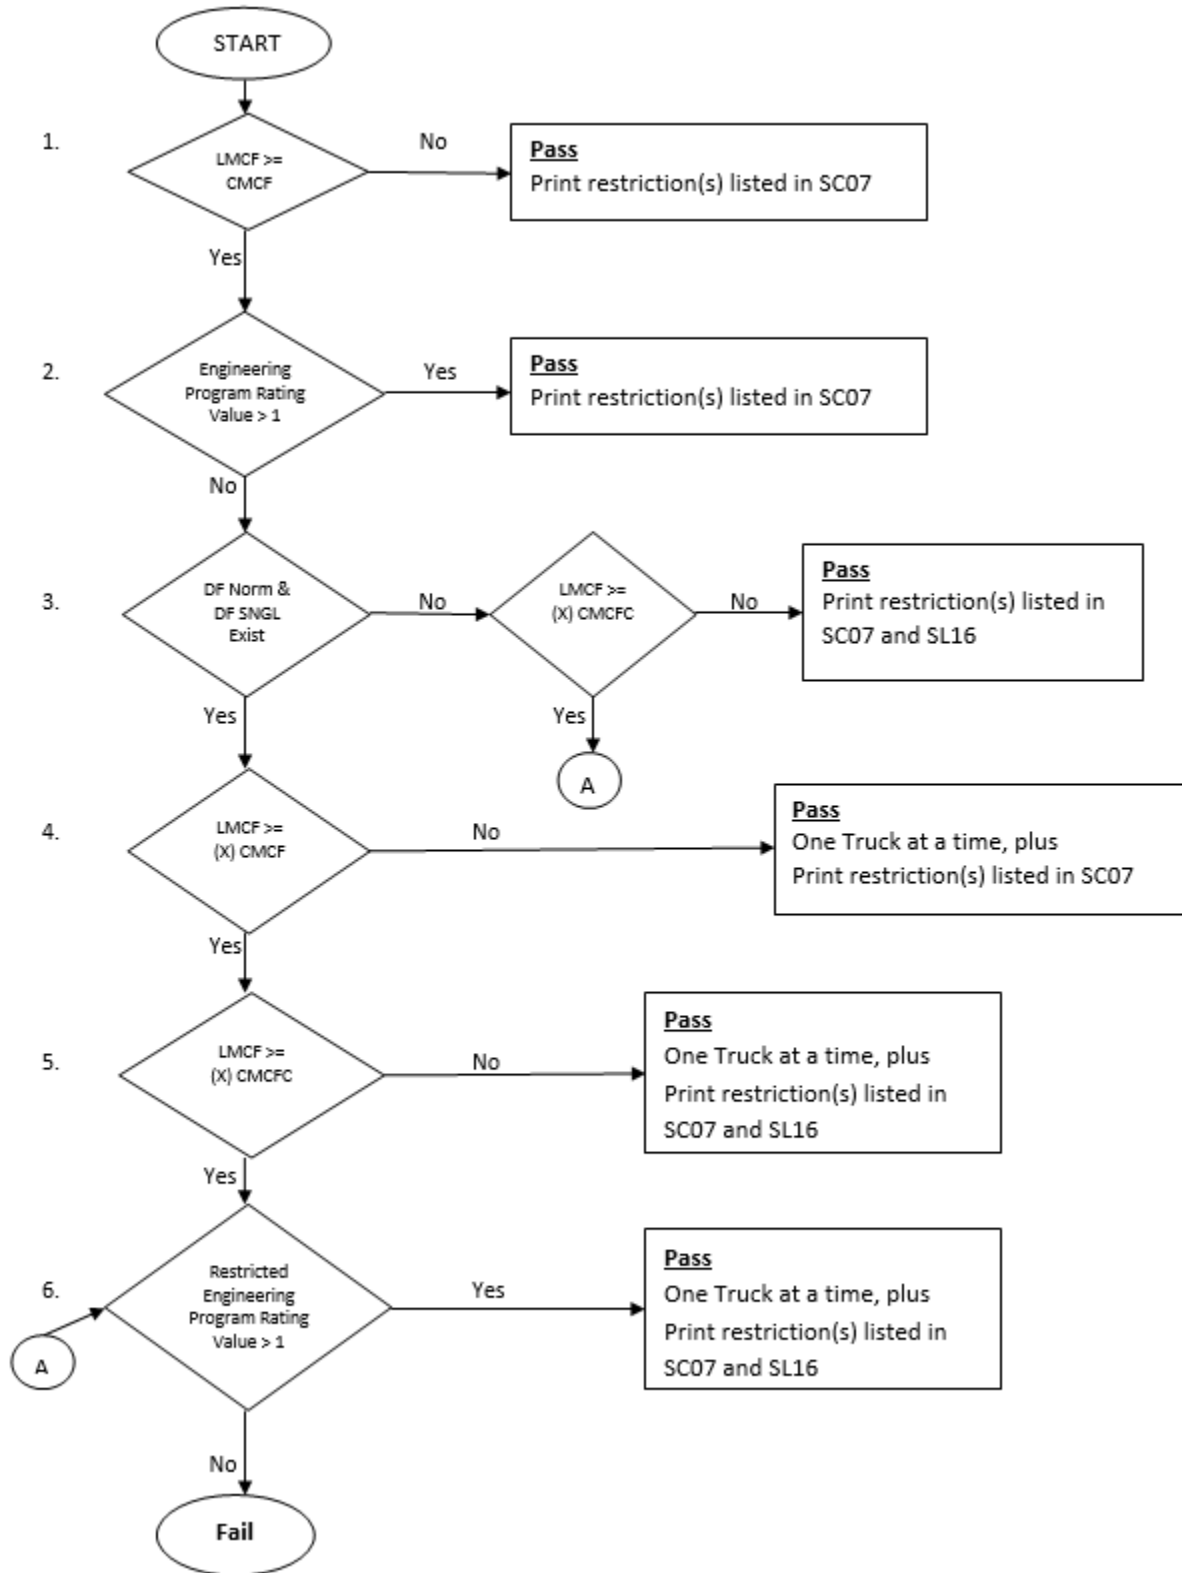 START
1.
LMCF >=
CMCF
No
Pass
Print restriction(s) listed in SC07
Yes
2.
Engineering
Program Rating
Value > 1
Yes
Pass
Print restriction(s) listed in SC07
No
3.
DF Norm &
DF SNGL
Exist
No
LMCF >=
(X) CMCFC
No
Pass
Print restriction(s) listed in
SC07 and SL16
Yes
Yes
A
4.
LMCF >=
(X) CMCF
No
Pass
One Truck at a time, plus
Print restriction(s) listed in SC07
Yes
5.
LMCF >=
(X) CMCFC
No
Pass
One Truck at a time, plus
Print restriction(s) listed in
SC07 and SL16
Yes
6.
Restricted
Engineering
Program Rating
Value > 1
Yes
Pass
One Truck at a time, plus
Print restriction(s) listed in
SC07 and SL16
A
No
Fail